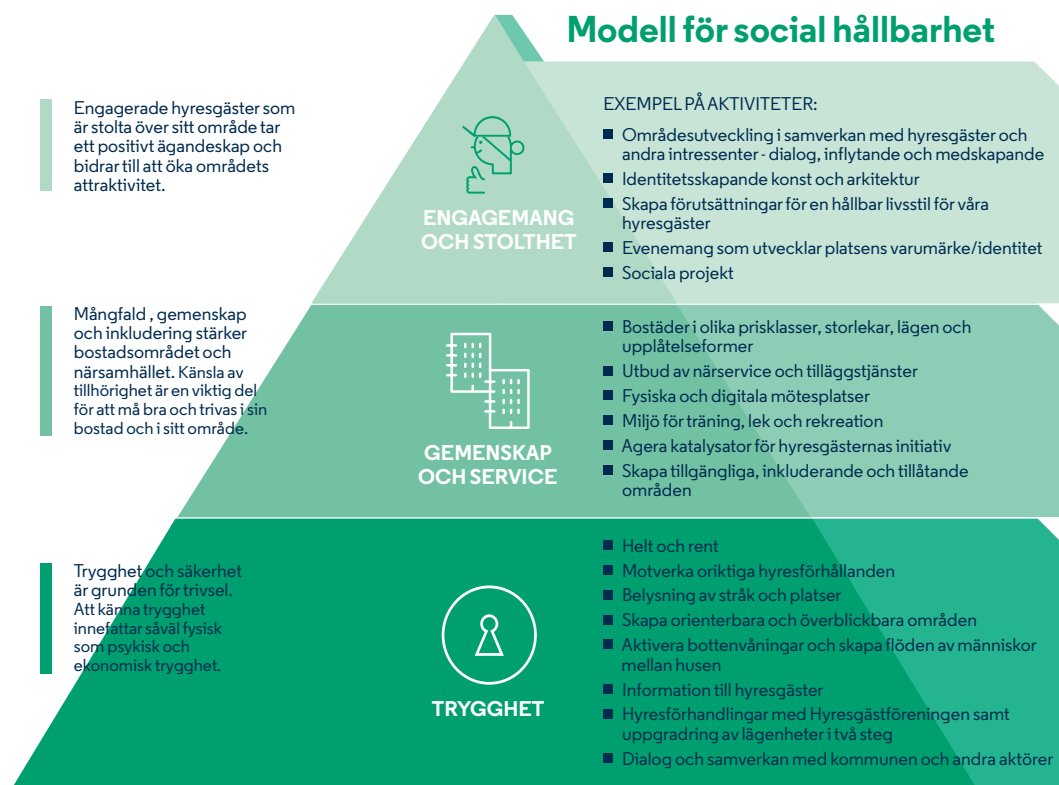 Modell för social hållbarhet
Engagerade hyresgäster som
är stolta över sitt område tar
ett positivt ägandeskap och
bidrar till att öka områdets
attraktivitet.
ENGAGEMANG
OCH STOLTHET
EXEMPEL PÅ AKTIVITETER:
Områdesutveckling i samverkan med hyresgäster och
andra intressenter - dialog, inflytande och medskapande
Identitetsskapande konst och arkitektur
Skapa förutsättningar för en hållbar livsstil för våra
hyresgäster
Evenemang som utvecklar platsens varumärke/identitet
Sociala projekt
Mångfald , gemenskap
och inkludering stärker
bostadsområdet och
närsamhället. Känsla av
tillhörighet är en viktig del
för att må bra och trivas i sin
bostad och i sitt område.
GEMENSKAP
OCH SERVICE
Bostäder i olika prisklasser, storlekar, lägen och
upplåtelseformer
Utbud av närservice och tilläggstjänster
Fysiska och digitala mötesplatser
Miljö för träning, lek och rekreation
Agera katalysator för hyresgästernas initiativ
Skapa tillgängliga, inkluderande och tillåtande
områden
Trygghet och säkerhet
är grunden för trivsel.
Att känna trygghet
innefattar såväl fysisk
som psykisk och
ekonomisk trygghet.
TRYGGHET
Helt och rent
Motverka oriktiga hyresförhållanden
Belysning av stråk och platser
Skapa orienterbara och överblickbara områden
Aktivera bottenvåningar och skapa flöden av människor
mellan husen
Information till hyresgäster
Hyresförhandlingar med Hyresgästföreningen samt
uppgradring av lägenheter i två steg
Dialog och samverkan med kommunen och andra aktörer